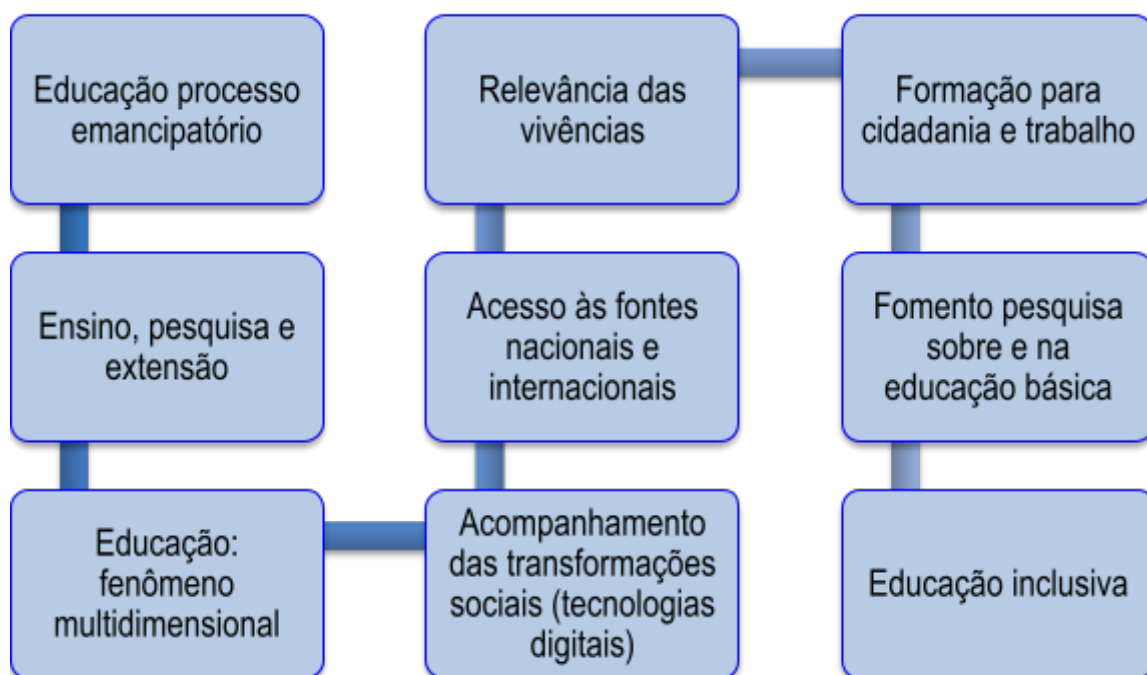 Educação processo
emancipatório
Ensino, pesquisa e
extensão
Educação:
fenômeno
multidimensional
Acompanhamento
das transformações
sociais (tecnologias
digitais)
Acesso às fontes
nacionais e
internacionais
Relevância das
vivências
Formação para
cidadania e trabalho
Fomento pesquisa
sobre e na
educação básica
Educação inclusiva